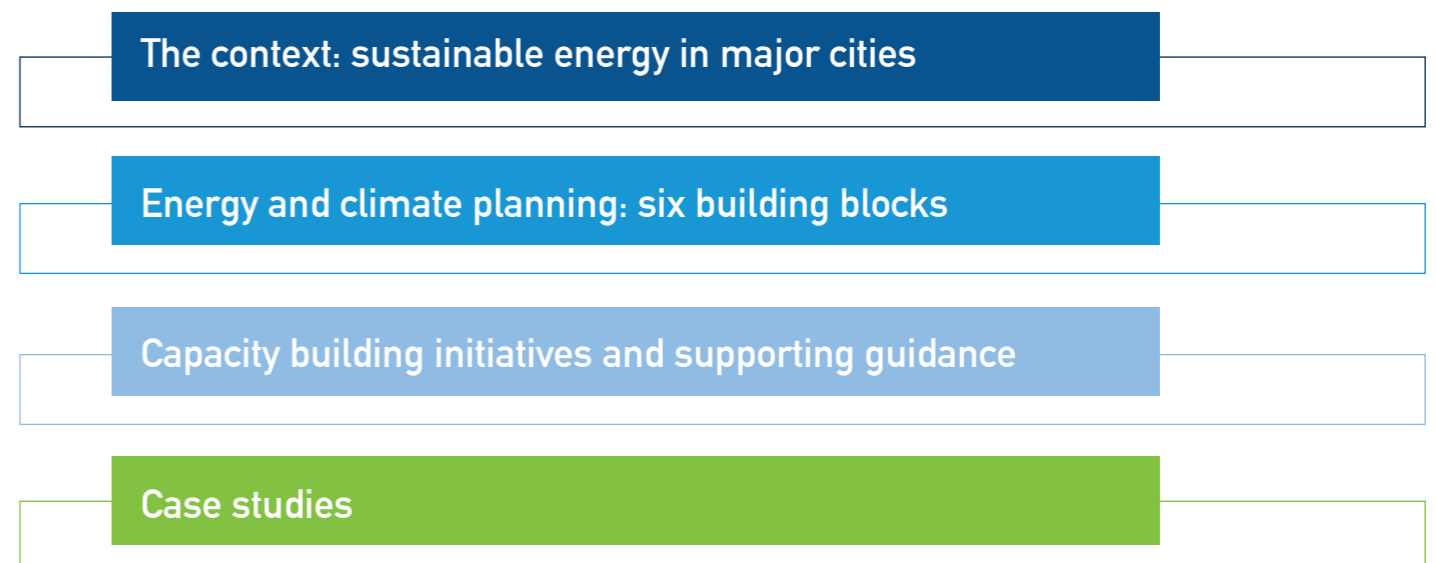 The context: sustainable energy in major cities
Energy and climate planning: six building blocks
Capacity building initiatives and supporting guidance
Case studies